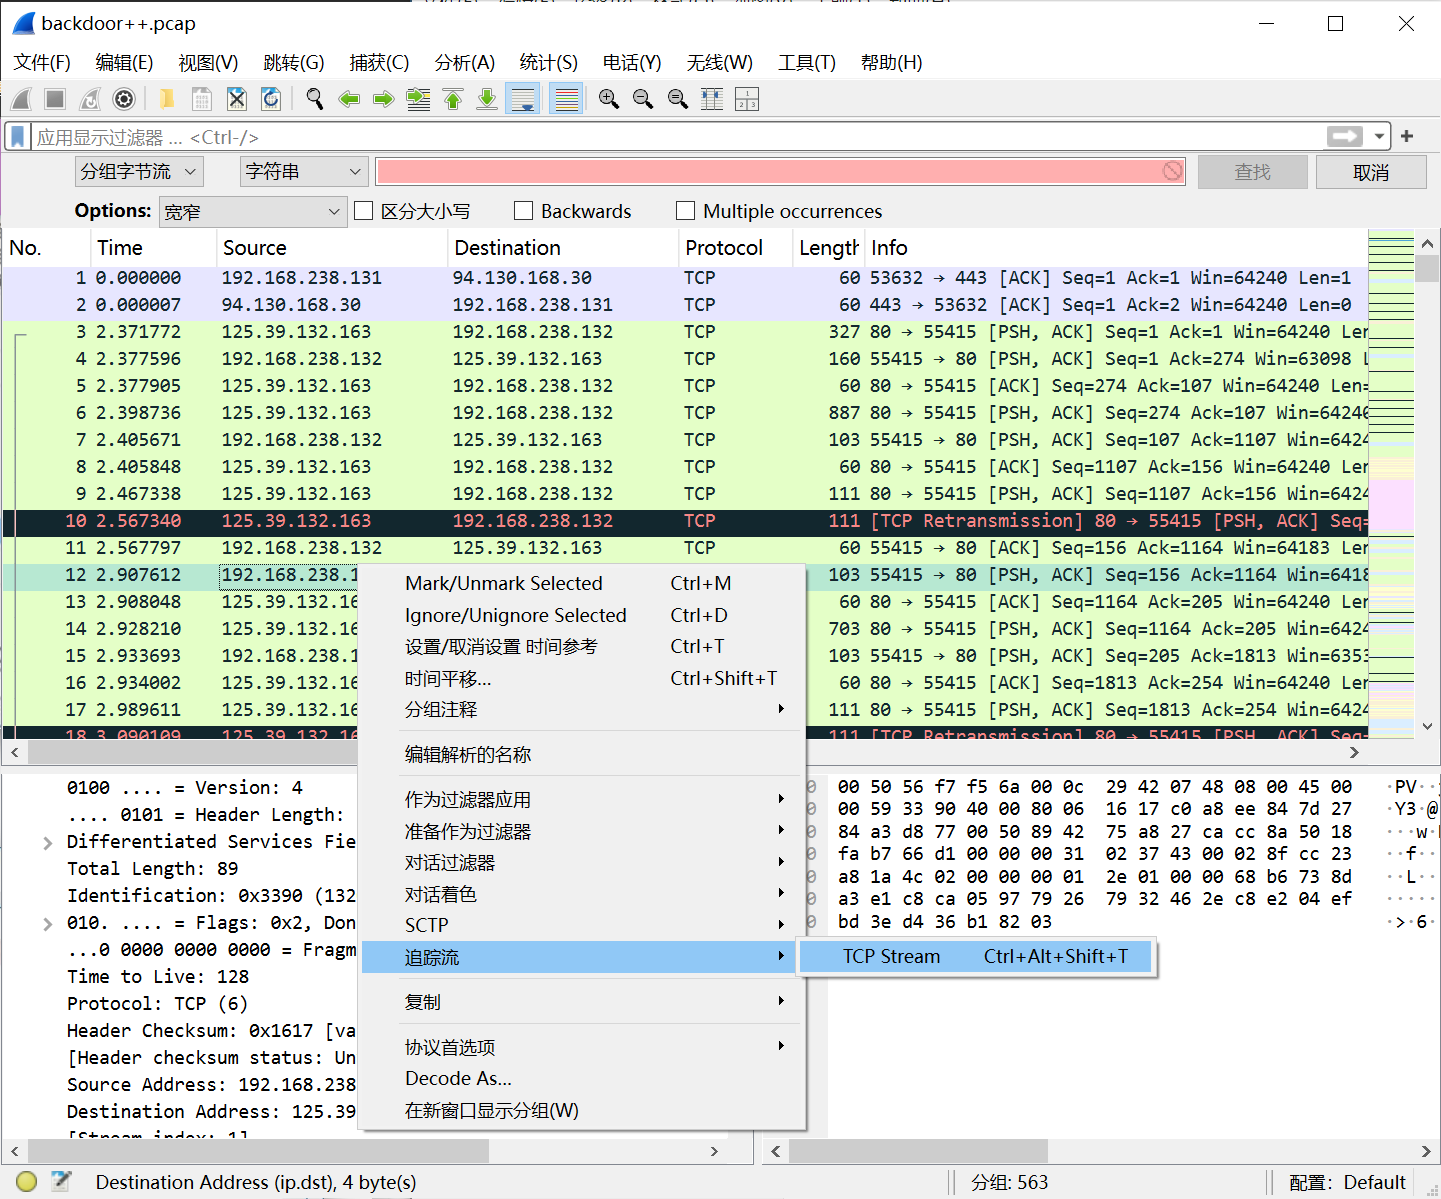 backdoor++.pcap
文件(F) 编辑(E) 视图(V) 跳转(G) 捕获(C) 分析(A) 统计(S) 电话(Y) 无线(W) 工具(T) 帮助(H)
应用显示过滤器 … <Ctrl-/>
分组字节流 字符串 查找 取消
Options: 宽窄 区分大小写 Backwards Multiple occurrences
No. Time Source Destination Protocol Length Info
1 0.000000 192.168.238.131 94.130.168.30 TCP 60 53632 → 443 [ACK] Seq=1 Ack=1 Win=64240 Len=1
2 0.000007 94.130.168.30 192.168.238.131 TCP 60 443 → 53632 [ACK] Seq=1 Ack=2 Win=64240 Len=0
3 2.371772 125.39.132.163 192.168.238.132 TCP 327 80 → 55415 [PSH, ACK] Seq=1 Ack=1 Win=64240 Ler
4 2.377596 192.168.238.132 125.39.132.163 TCP 160 55415 → 80 [PSH, ACK] Seq=1 Ack=274 Win=63098 L
5 2.377905 125.39.132.163 192.168.238.132 TCP 60 80 → 55415 [ACK] Seq=274 Ack=107 Win=64240 Len=
6 2.398736 125.39.132.163 192.168.238.132 TCP 887 80 → 55415 [PSH, ACK] Seq=274 Ack=107 Win=64240
7 2.405671 192.168.238.132 125.39.132.163 TCP 103 55415 → 80 [PSH, ACK] Seq=107 Ack=1107 Win=6424
8 2.405848 125.39.132.163 192.168.238.132 TCP 60 80 → 55415 [ACK] Seq=1107 Ack=156 Win=64240 Ler
9 2.467338 125.39.132.163 192.168.238.132 TCP 111 80 → 55415 [PSH, ACK] Seq=1107 Ack=156 Win=6424
10 2.567340 125.39.132.163 192.168.238.132 TCP 111 [TCP Retransmission] 80 → 55415 [PSH, ACK] Seq=
11 2.567797 192.168.238.132 125.39.132.163 TCP 60 55415 → 80 [ACK] Seq=156 Ack=1164 Win=64183 Ler
12 2.907612 192.168.238.1 103 55415 → 80 [PSH, ACK] Seq=156 Ack=1164 Win=6418
13 2.908048 125.39.132.16 60 80 → 55415 [ACK] Seq=1164 Ack=205 Win=64240 Ler
14 2.928210 125.39.132.16 703 80 → 55415 [PSH, ACK] Seq=1164 Ack=205 Win=6424
15 2.933693 192.168.238.1 103 55415 → 80 [PSH, ACK] Seq=205 Ack=1813 Win=6353
16 2.934002 125.39.132.16 60 80 → 55415 [ACK] Seq=1813 Ack=254 Win=64240 Ler
17 2.989611 125.39.132.16 111 80 → 55415 [PSH, ACK] Seq=1813 Ack=254 Win=6424
18 3.090109 125.39.132.16 111 [TCP Retransmission] 80 → 55415 [PSH, ACK] Seq=
Mark/Unmark Selected Ctrl+M
Ignore/Unignore Selected Ctrl+D
设置/取消设置 时间参考 Ctrl+T
时间平移... Ctrl+Shift+T
分组注释
编辑解析的名称
作为过滤器应用
准备作为过滤器
对话过滤器
对话着色
SCTP
追踪流
TCP Stream Ctrl+Alt+Shift+T
复制
协议首选项
Decode As...
在新窗口显示分组(W)
0100 .... = Version: 4
.... 0101 = Header Length:
Differentiated Services Fie
Total Length: 89
Identification: 0x3390 (132
010. .... = Flags: 0x2, Don
...0 0000 0000 0000 = Fragm
Time to Live: 128
Protocol: TCP (6)
Header Checksum: 0x1617 [va
[Header checksum status: Un
Source Address: 192.168.238
Destination Address: 125.39
[Stream index: 1]
0 00 50 56 f7 f5 6a 00 0c 29 42 07 48 08 00 45 00 ·PV··
0 00 59 33 90 40 00 80 06 16 17 c0 a8 ee 84 7d 27 ·Y3·@
0 84 a3 d8 77 00 50 89 42 75 a8 27 ca cc 8a 50 18 ···w
0 fa b7 66 d1 00 00 00 31 02 37 43 00 02 8f cc 23 ··f··
0 a8 1a 4c 02 00 00 00 01 2e 01 00 00 68 b6 73 8d ··L··
0 a3 e1 c8 ca 05 97 79 26 79 32 46 2e c8 e2 04 ef ·····
0 bd 3e d4 36 b1 82 03 ·>·6·
Destination Address (ip.dst), 4 byte(s) 分组: 563 配置: Default